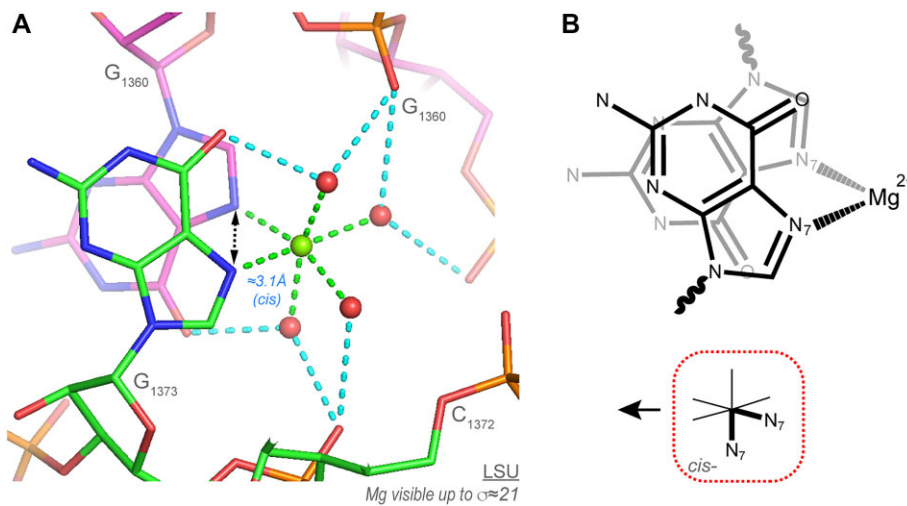 A
B
G1360
G1360
≈3.1Å
(cis)
G1373
C1372
LSU
Mg visible up to σ≈21
N
N
O
N
N
N7
N
N
N7
Mg2
N
O
N7
N7
cis-